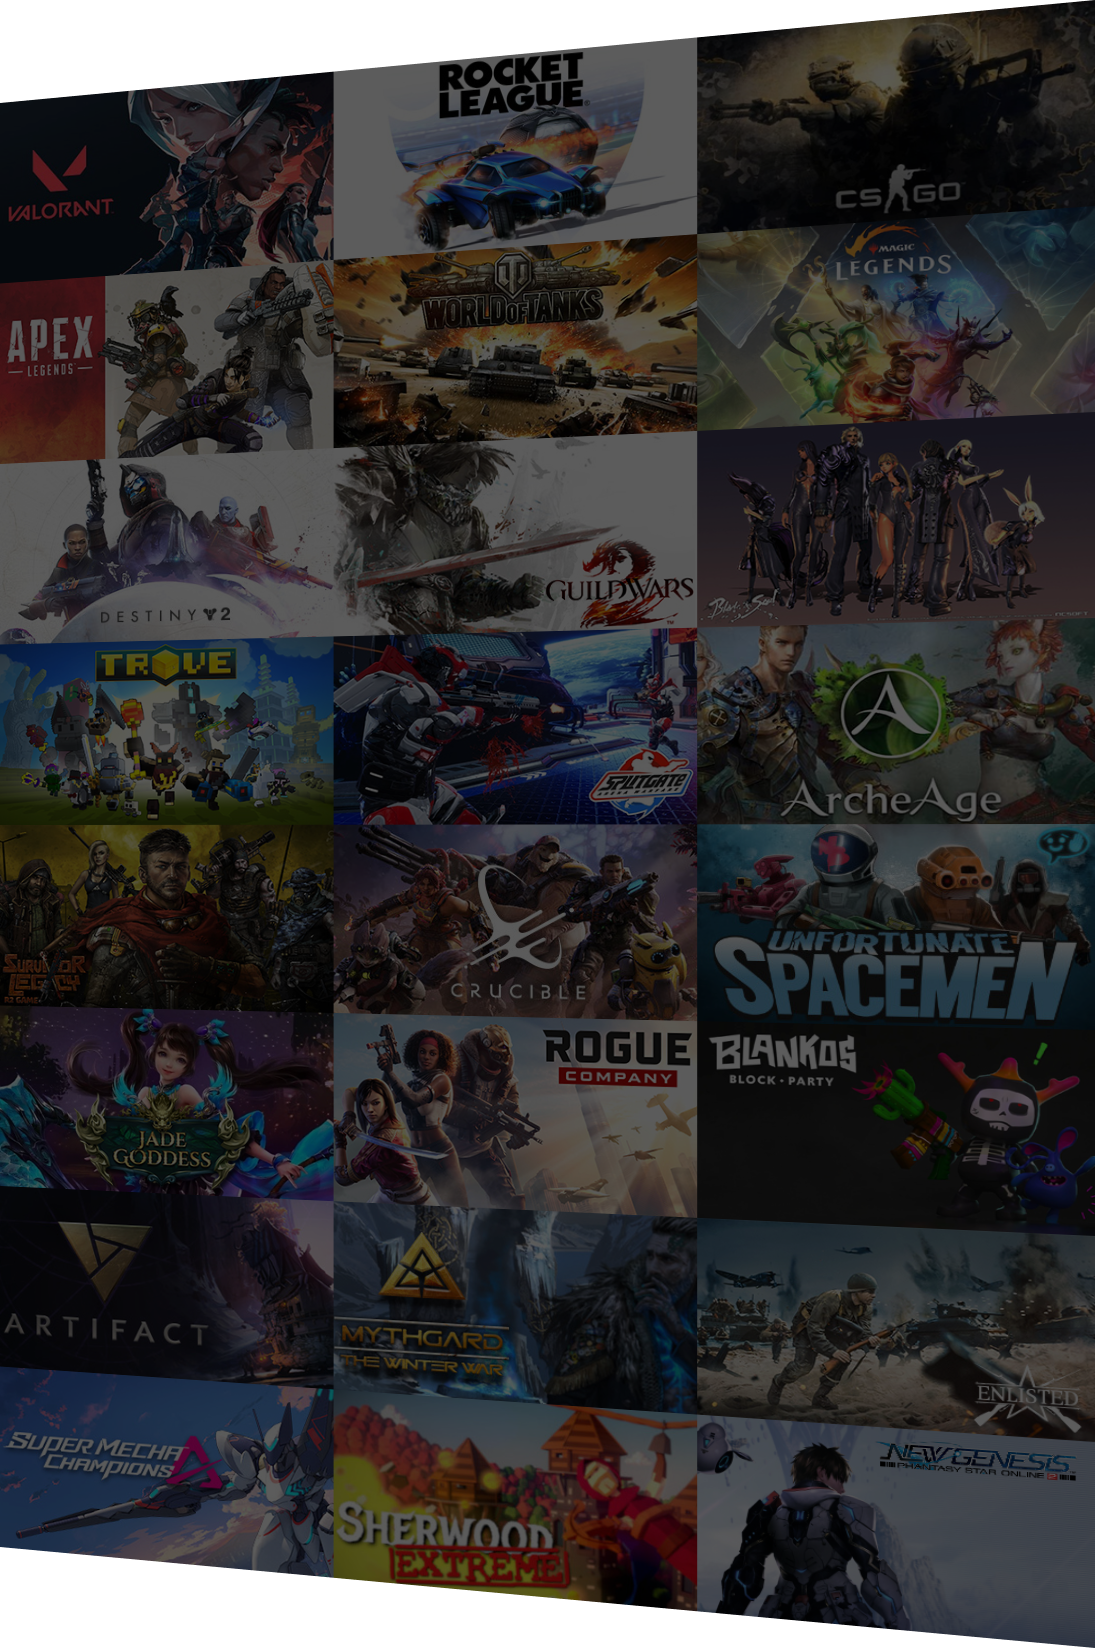 VALORANT
ROCKET
LEAGUE
CS GO
APEX
LEGENDS
WORLD OF TANKS
MAGIC
LEGENDS
DESTINY 2
GUILD WARS
2
Blade & Soul
NCSOFT
TROVE
SPLITGATE
ArcheAge
SURVIVOR
LEGACY
R2 GAMES
CRUCIBLE
UNFORTUNATE
SPACEMEN
JADE
GODDESS
ROGUE
COMPANY
BLANKOS
BLOCK · PARTY
ARTIFACT
MYTHGARD
THE WINTER WAR
ENLISTED
SUPER MECHA
CHAMPIONS
SHERWOOD
EXTREME
NEW GENESIS
PHANTASY STAR ONLINE 2